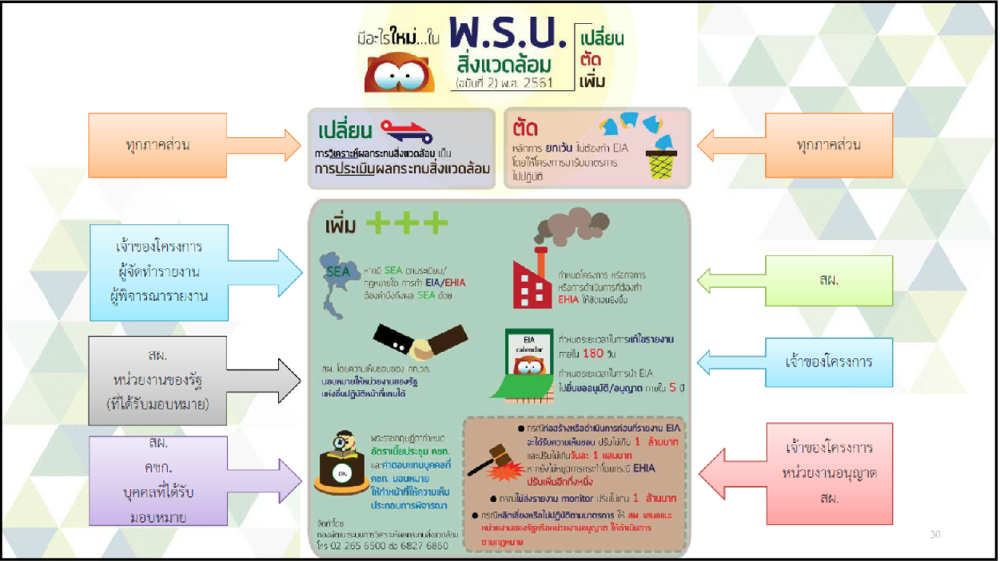 มีอะไรใหม่...ใน
พ.ร.บ.
สิ่งแวดล้อม
(ฉบับที่ 2) พ.ศ. 2561
เปลี่ยน
ตัด
เพิ่ม
ทุกภาคส่วน
เปลี่ยน
การวิเคราะห์ผลกระทบสิ่งแวดล้อม เป็น
การประเมินผลกระทบสิ่งแวดล้อม
ตัด
หลักการ ยกเว้น ไม่ต้องทำ EIA
โดยให้โครงการมารับมาตรการ
ไปปฏิบัติ
ทุกภาคส่วน
เพิ่ม +++
เจ้าของโครงการ
ผู้จัดทำรายงาน
ผู้พิจารณารายงาน
SEA
หากมี SEA ตามระเบียบ/
กฎหมายใด การทำ EIA/EHIA
ต้องคำนึงถึงผล SEA ด้วย
กำหนดโครงการ หรือกิจการ
หรือการดำเนินการที่ต้องทำ
EHIA ให้ชัดเจนยิ่งขึ้น
สผ.
สผ.
หน่วยงานของรัฐ
(ที่ได้รับมอบหมาย)
สผ. โดยความเห็นชอบของ กก.วล.
มอบหมายให้หน่วยงานของรัฐ
แห่งอื่นปฏิบัติหน้าที่แทนได้
EIA
calendar
กำหนดระยะเวลาในการแก้ไขรายงาน
ภายใน 180 วัน
กำหนดระยะเวลาในการนำ EIA
ไปยื่นขออนุมัติ/อนุญาต ภายใน 5 ปี
เจ้าของโครงการ
สผ.
คชก.
บุคคลที่ได้รับ
มอบหมาย
พระราชกฤษฎีกากำหนด
อัตราเบี้ยประชุม คชก.
และค่าตอบแทนบุคคลที่
คชก. มอบหมาย
ให้ทำหน้าที่ให้ความเห็น
ประกอบการพิจารณา
จัดทำโดย
กองพัฒนาระบบการวิเคราะห์ผลกระทบสิ่งแวดล้อม
โทร 02 265 6500 ต่อ 6827 6860
● กรณีก่อสร้างหรือดำเนินการก่อนที่รายงาน EIA
จะได้รับความเห็นชอบ ปรับไม่เกิน 1 ล้านบาท
และปรับไม่เกินวันละ 1 แสนบาท
หากยังไม่หยุดการกระทำโดยกรณี EHIA
ปรับเพิ่มอีกกึ่งหนึ่ง
● กรณีไม่ส่งรายงาน monitor ปรับไม่เกิน 1 ล้านบาท
● กรณีหลีกเลี่ยงหรือไม่ปฏิบัติตามมาตรการ ให้ สผ. เสนอแนะ
หน่วยงานของรัฐหรือหน่วยงานอนุญาต ให้ดำเนินการ
ตามกฎหมาย
เจ้าของโครงการ
หน่วยงานอนุญาต
สผ.
30